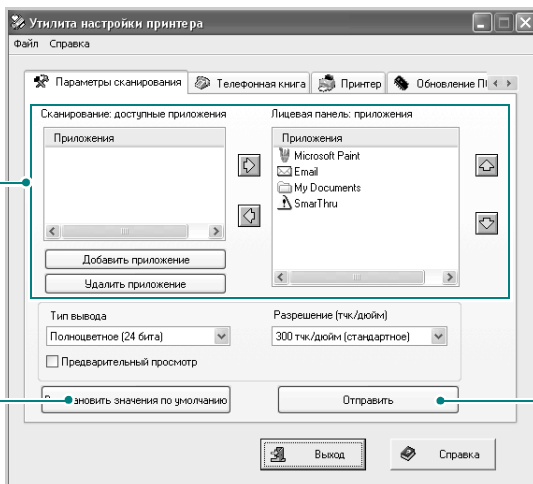 Утилита настройки принтера
Файл Справка
Параметры сканирования Телефонная книга Принтер Обновление П
Сканирование: доступные приложения Лицевая панель: приложения
Приложения Приложения
Microsoft Paint
Email
My Documents
SmarThru
Добавить приложение
Удалить приложение
Тип вывода Разрешение (тчк/дюйм)
Полноцветное (24 бита) 300 тчк/дюйм (стандартное)
Предварительный просмотр
ановить значения по умолчанию Отправить
Выход Справка